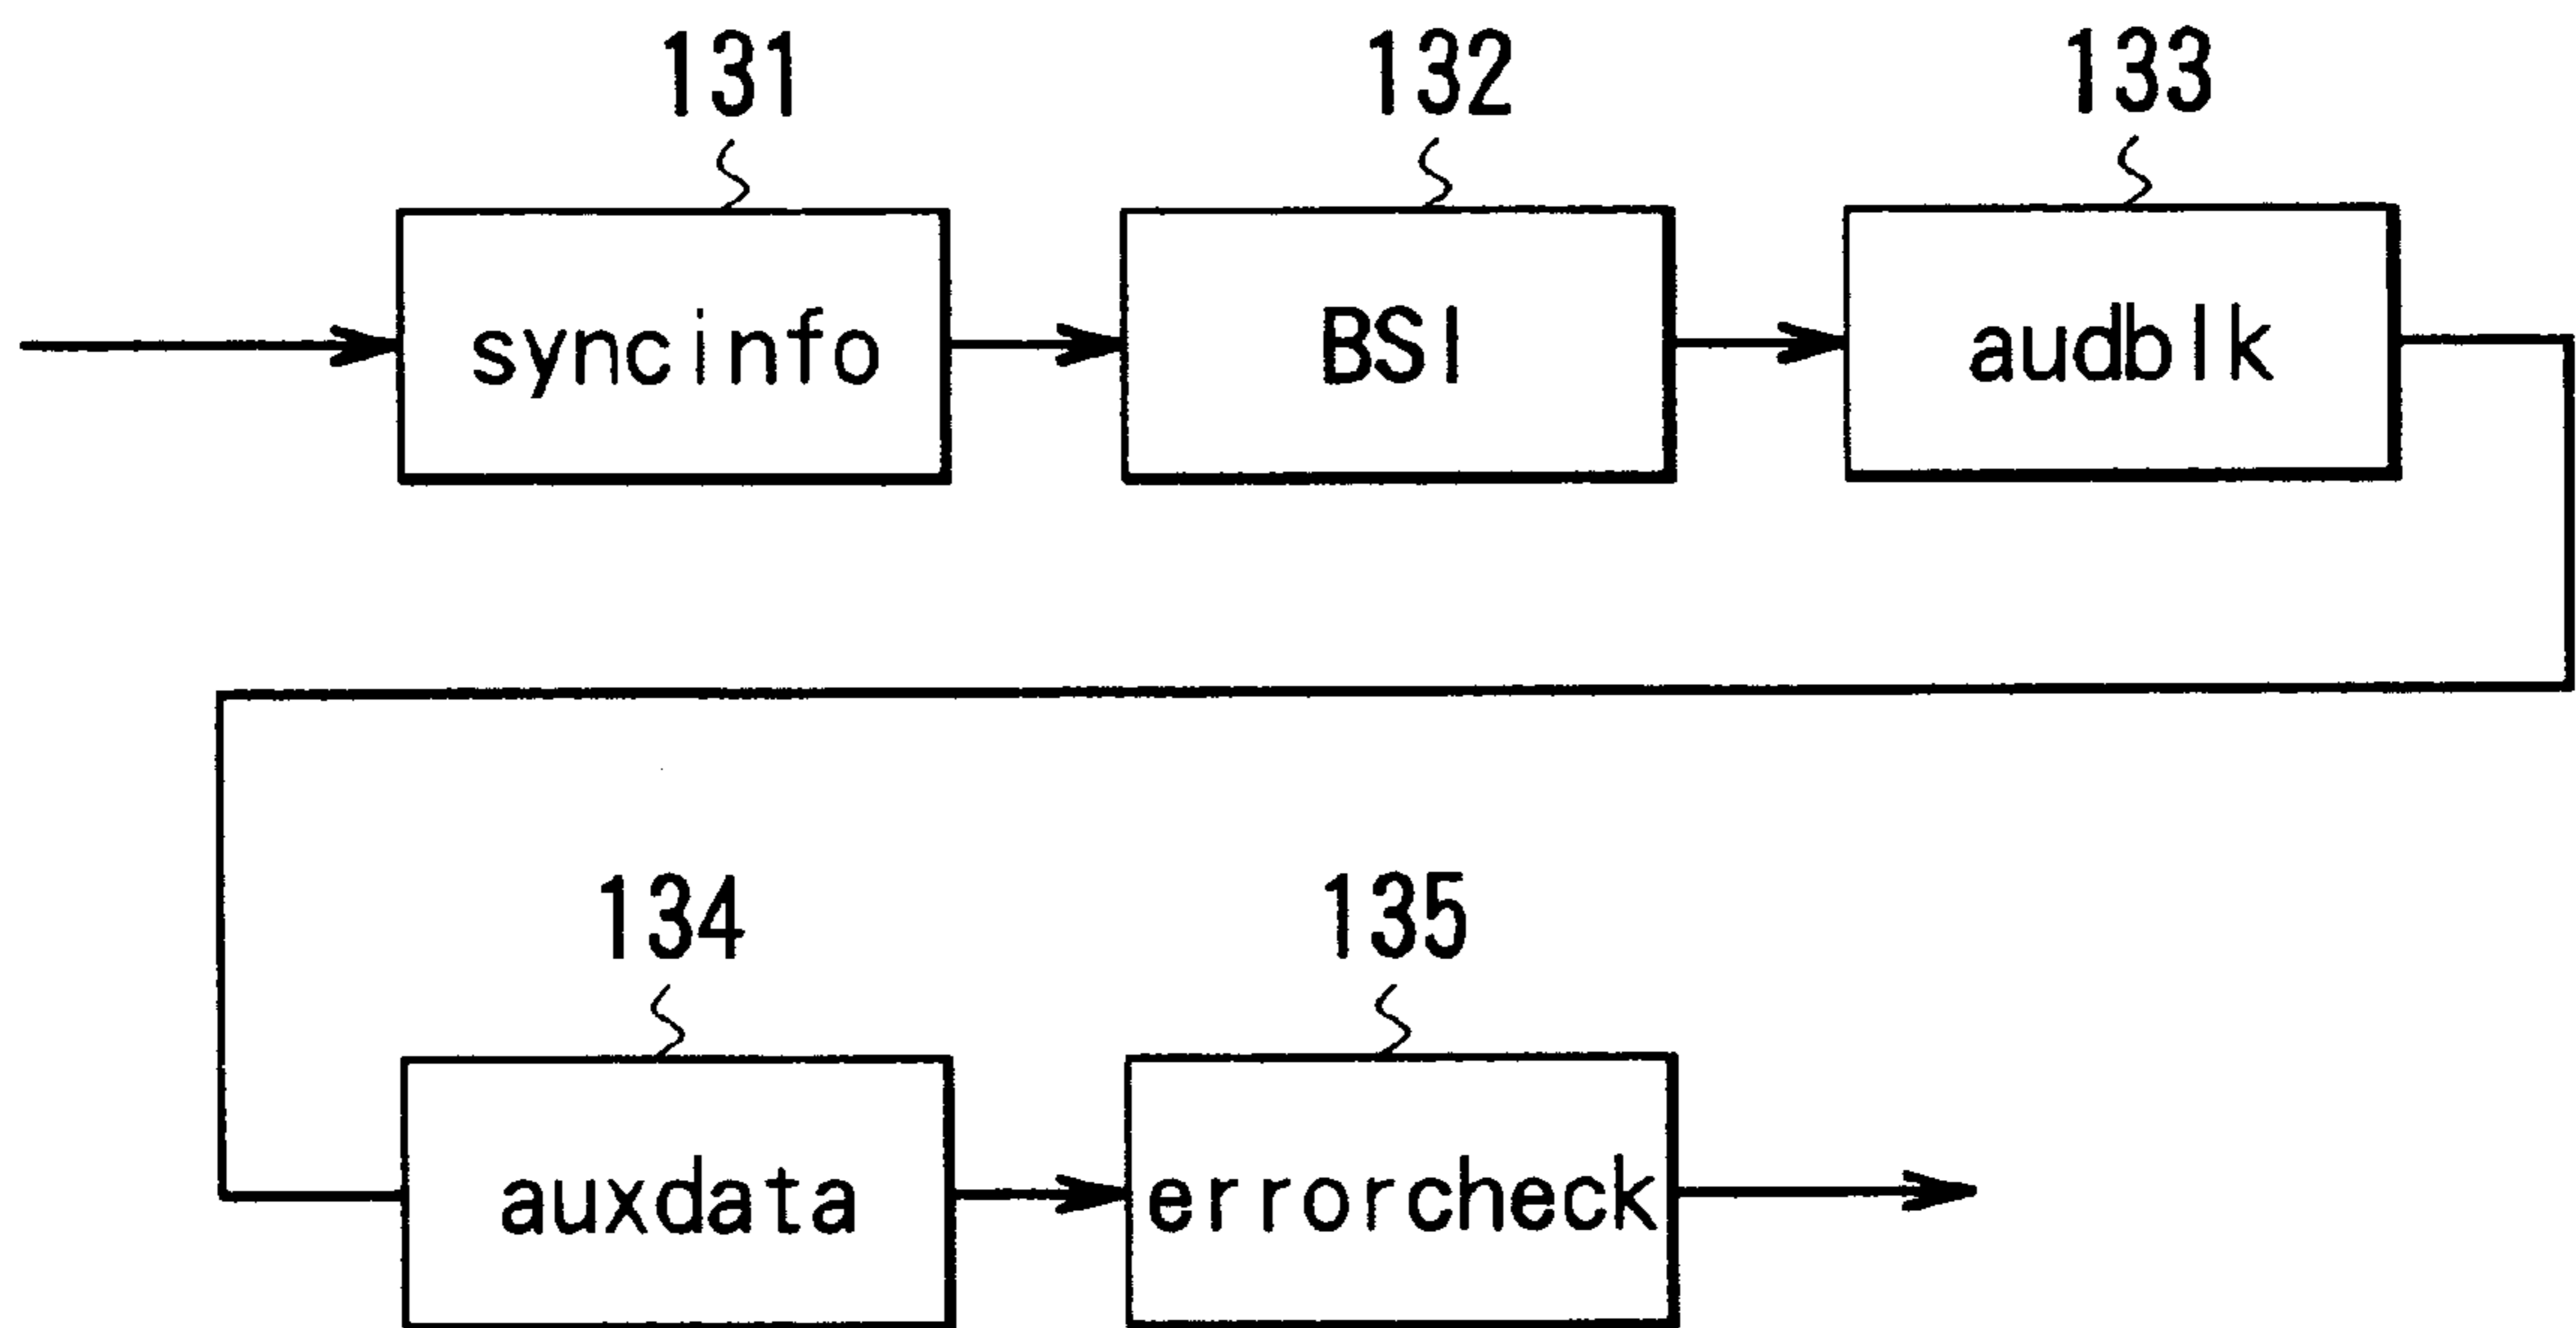 131 132 133
syncinfo BSI audblk
134 135
auxdata errorcheck